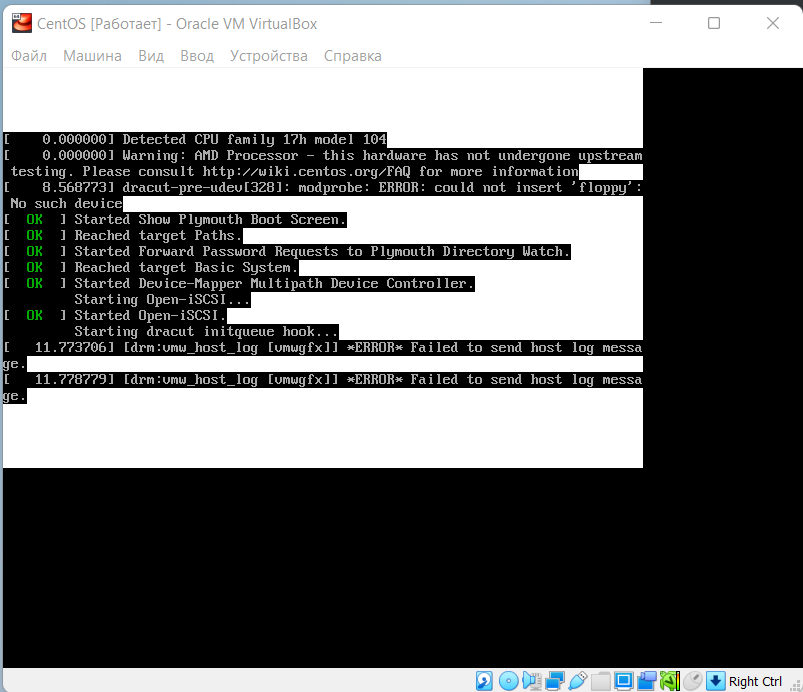 CentOS [Работает] - Oracle VM VirtualBox
Файл Машина Вид Ввод Устройства Справка
[    0.000000] Detected CPU family 17h model 104
[    0.000000] Warning: AMD Processor - this hardware has not undergone upstream
 testing. Please consult http://wiki.centos.org/FAQ for more information
[    8.568773] dracut-pre-udev[328]: modprobe: ERROR: could not insert 'floppy':
 No such device
[  OK  ] Started Show Plymouth Boot Screen.
[  OK  ] Reached target Paths.
[  OK  ] Started Forward Password Requests to Plymouth Directory Watch.
[  OK  ] Reached target Basic System.
[  OK  ] Started Device-Mapper Multipath Device Controller.
         Starting Open-iSCSI...
[  OK  ] Started Open-iSCSI.
         Starting dracut initqueue hook...
[   11.773706] [drm:vmw_host_log [vmwgfx]] *ERROR* Failed to send host log messa
ge.
[   11.778779] [drm:vmw_host_log [vmwgfx]] *ERROR* Failed to send host log messa
ge.
Right Ctrl